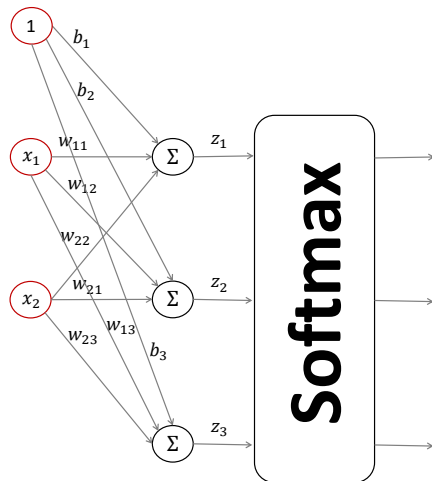 1
b₁
b₂
x₁
w₁₁
w₁₂
Σ
z₁
w₂₂
x₂
w₂₁
w₂₃
w₁₃
b₃
Σ
z₂
Σ
z₃
Softmax